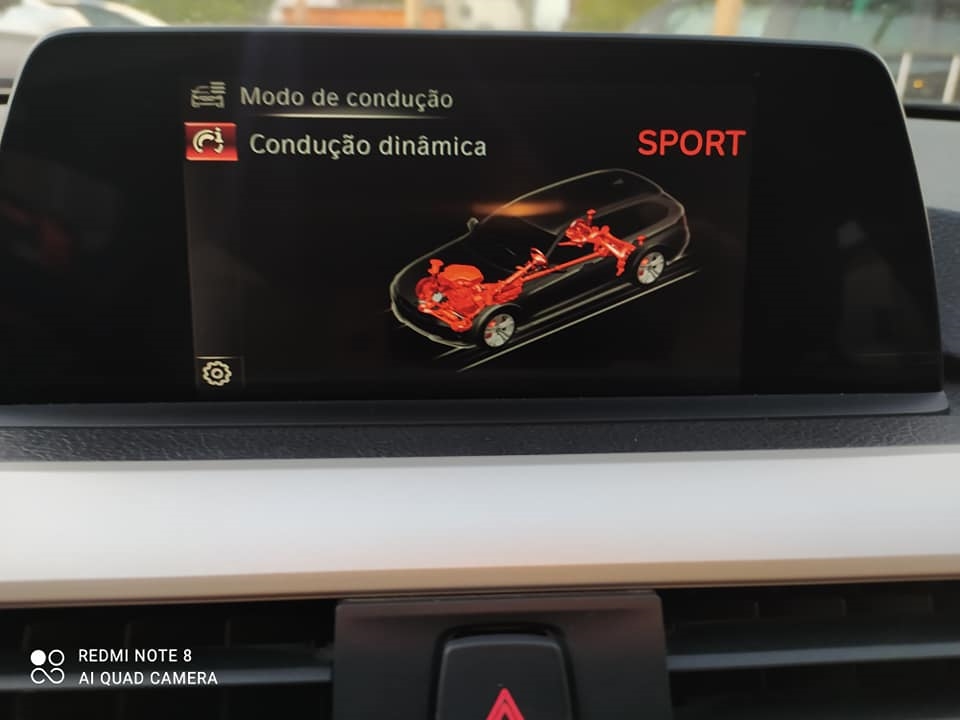 Modo de condução
Condução dinâmica
SPORT
REDMI NOTE 8
AI QUAD CAMERA